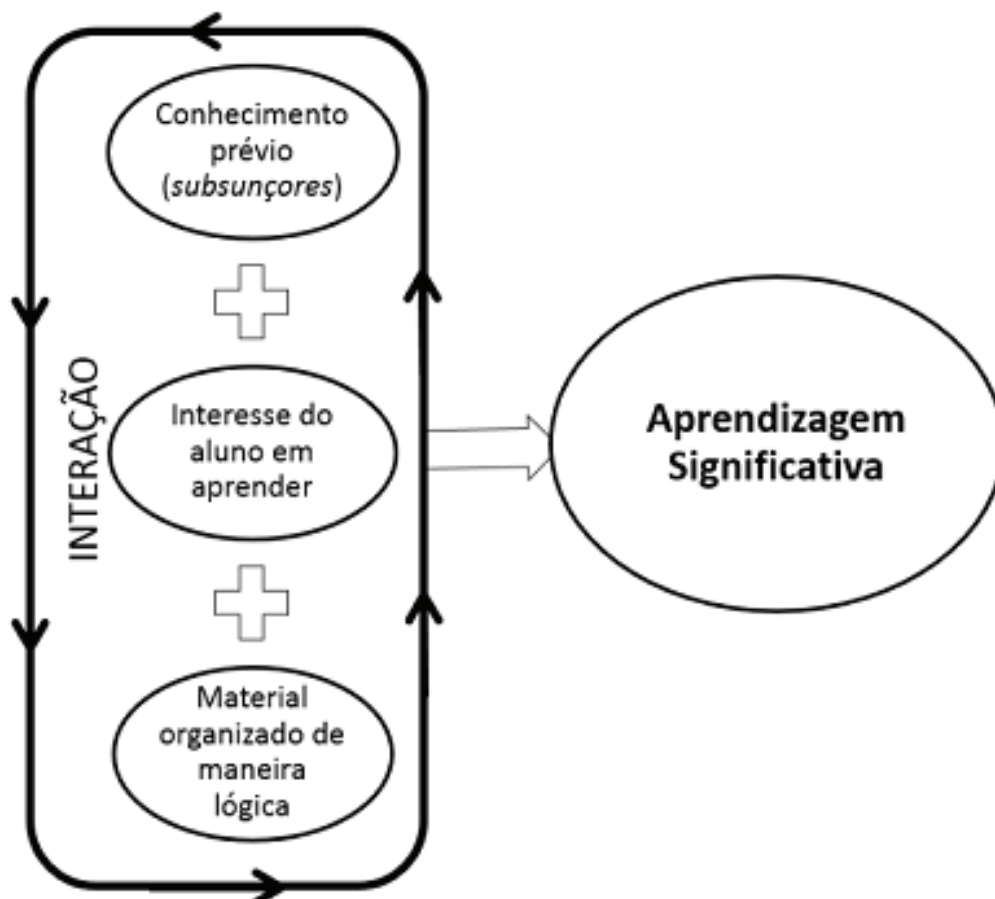 Conhecimento
prévio
(subsunçores)
INTERAÇÃO
Interesse do
aluno em
aprender
Material
organizado de
maneira
lógica
Aprendizagem
Significativa